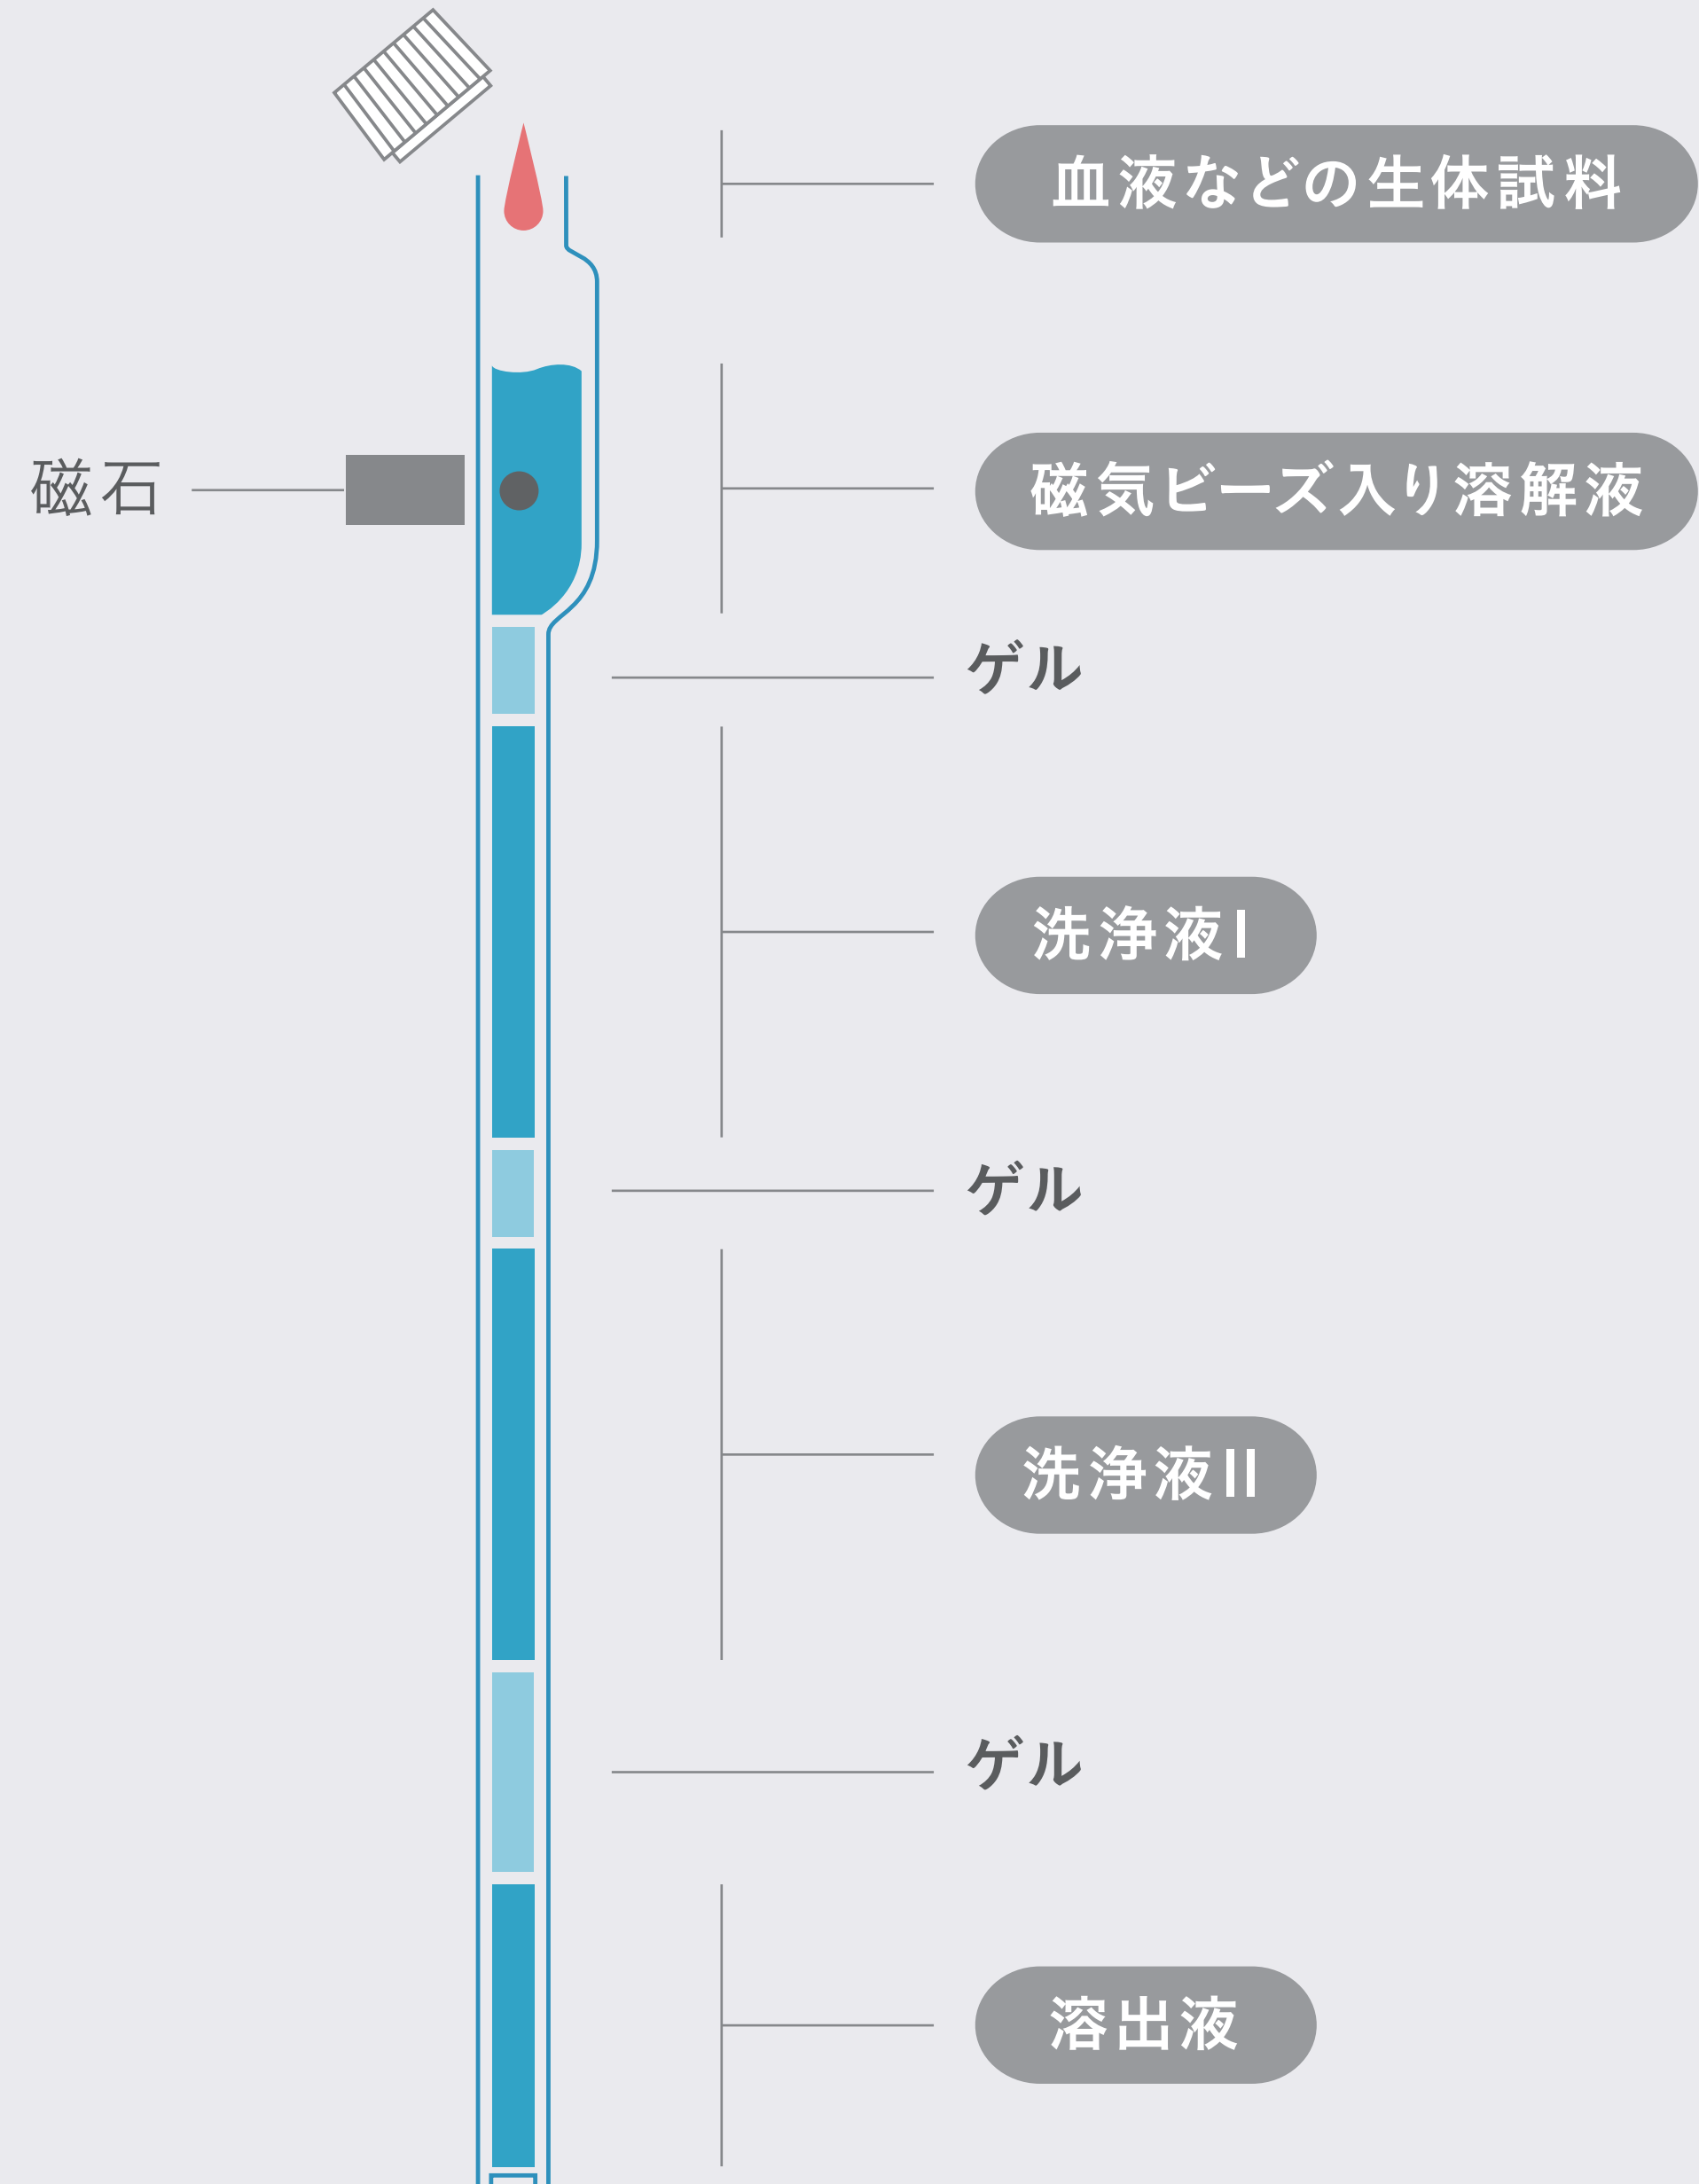 血液などの生体試料
磁石
磁気ビーズ入り溶解液
ゲル
洗浄液I
ゲル
洗浄液II
ゲル
溶出液